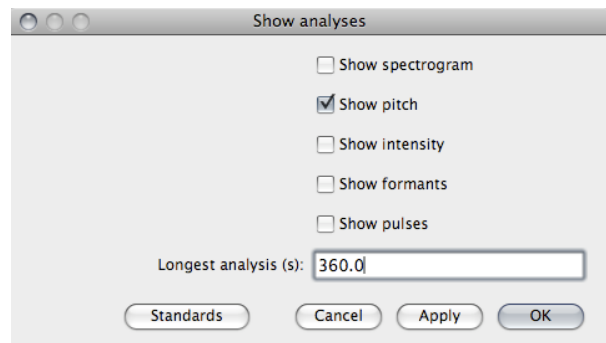 Show analyses
Show spectrogram
Show pitch
Show intensity
Show formants
Show pulses
Longest analysis (s): 360.0
Standards Cancel Apply OK